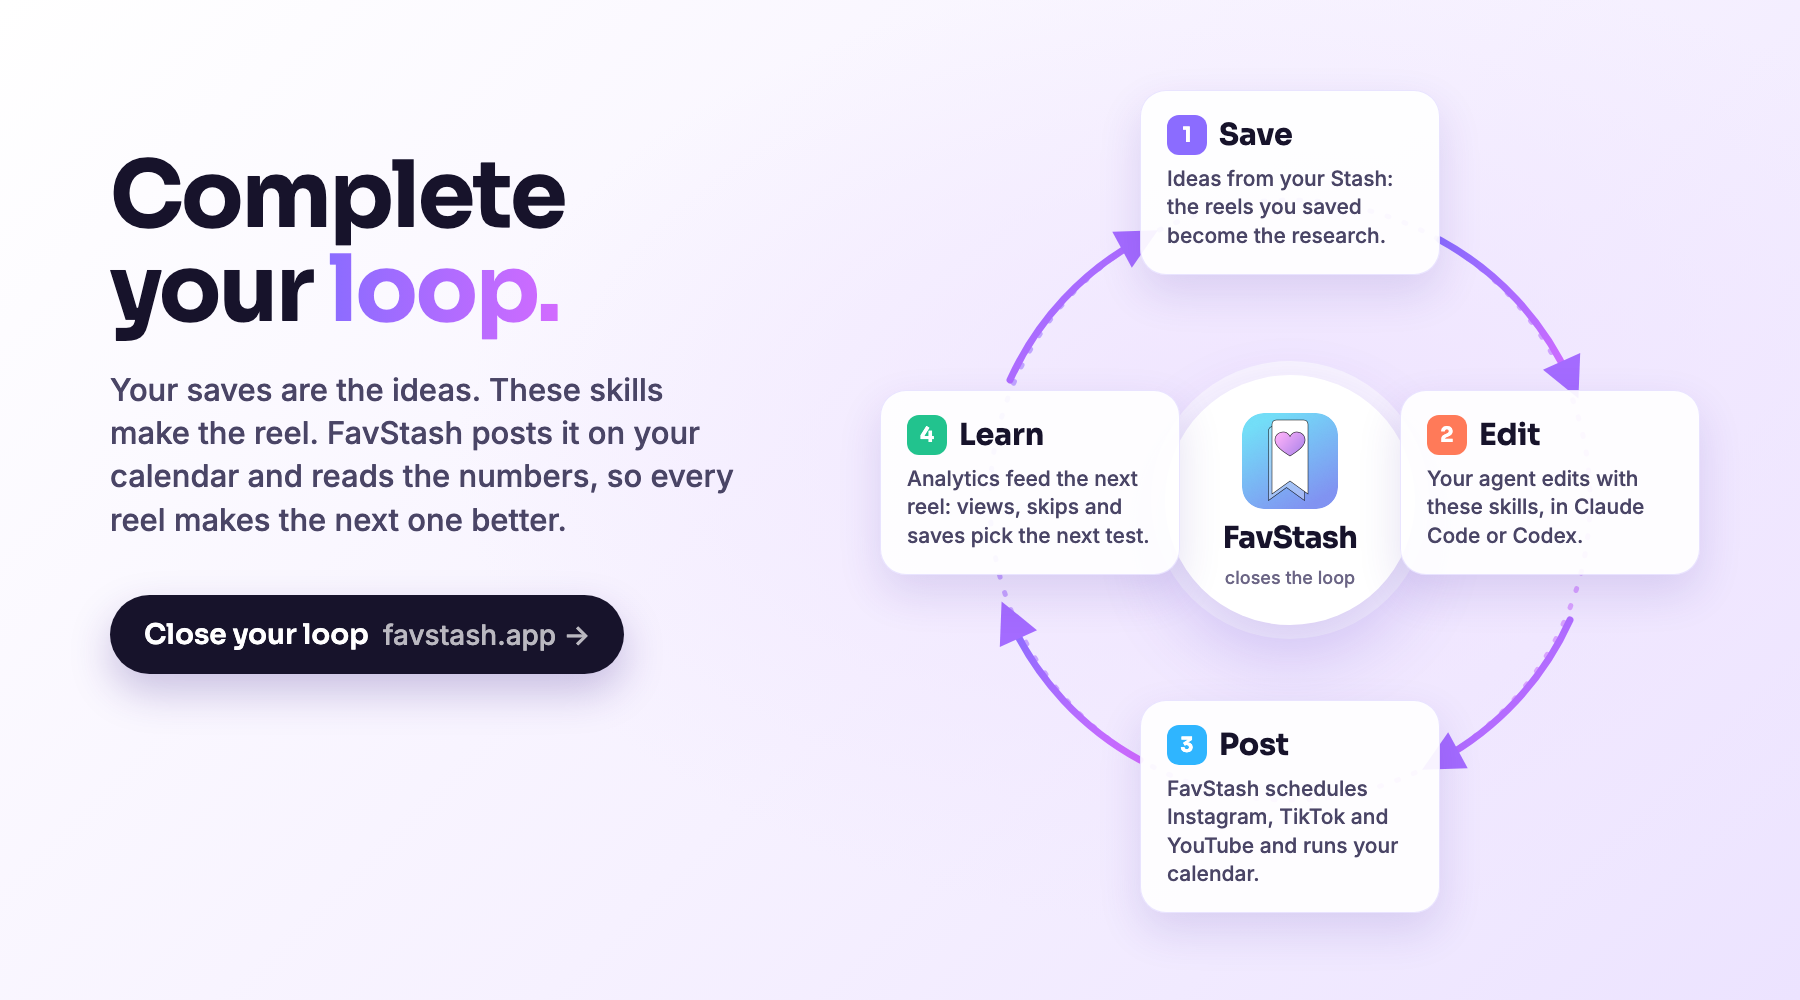 Complete
your loop.
Your saves are the ideas. These skills
make the reel. FavStash posts it on your
calendar and reads the numbers, so every
reel makes the next one better.
Close your loop favstash.app →
1 Save
Ideas from your Stash:
the reels you saved
become the research.
2 Edit
Your agent edits with
these skills, in Claude
Code or Codex.
3 Post
FavStash schedules
Instagram, TikTok and
YouTube and runs your
calendar.
4 Learn
Analytics feed the next
reel: views, skips and
saves pick the next test.
FavStash
closes the loop